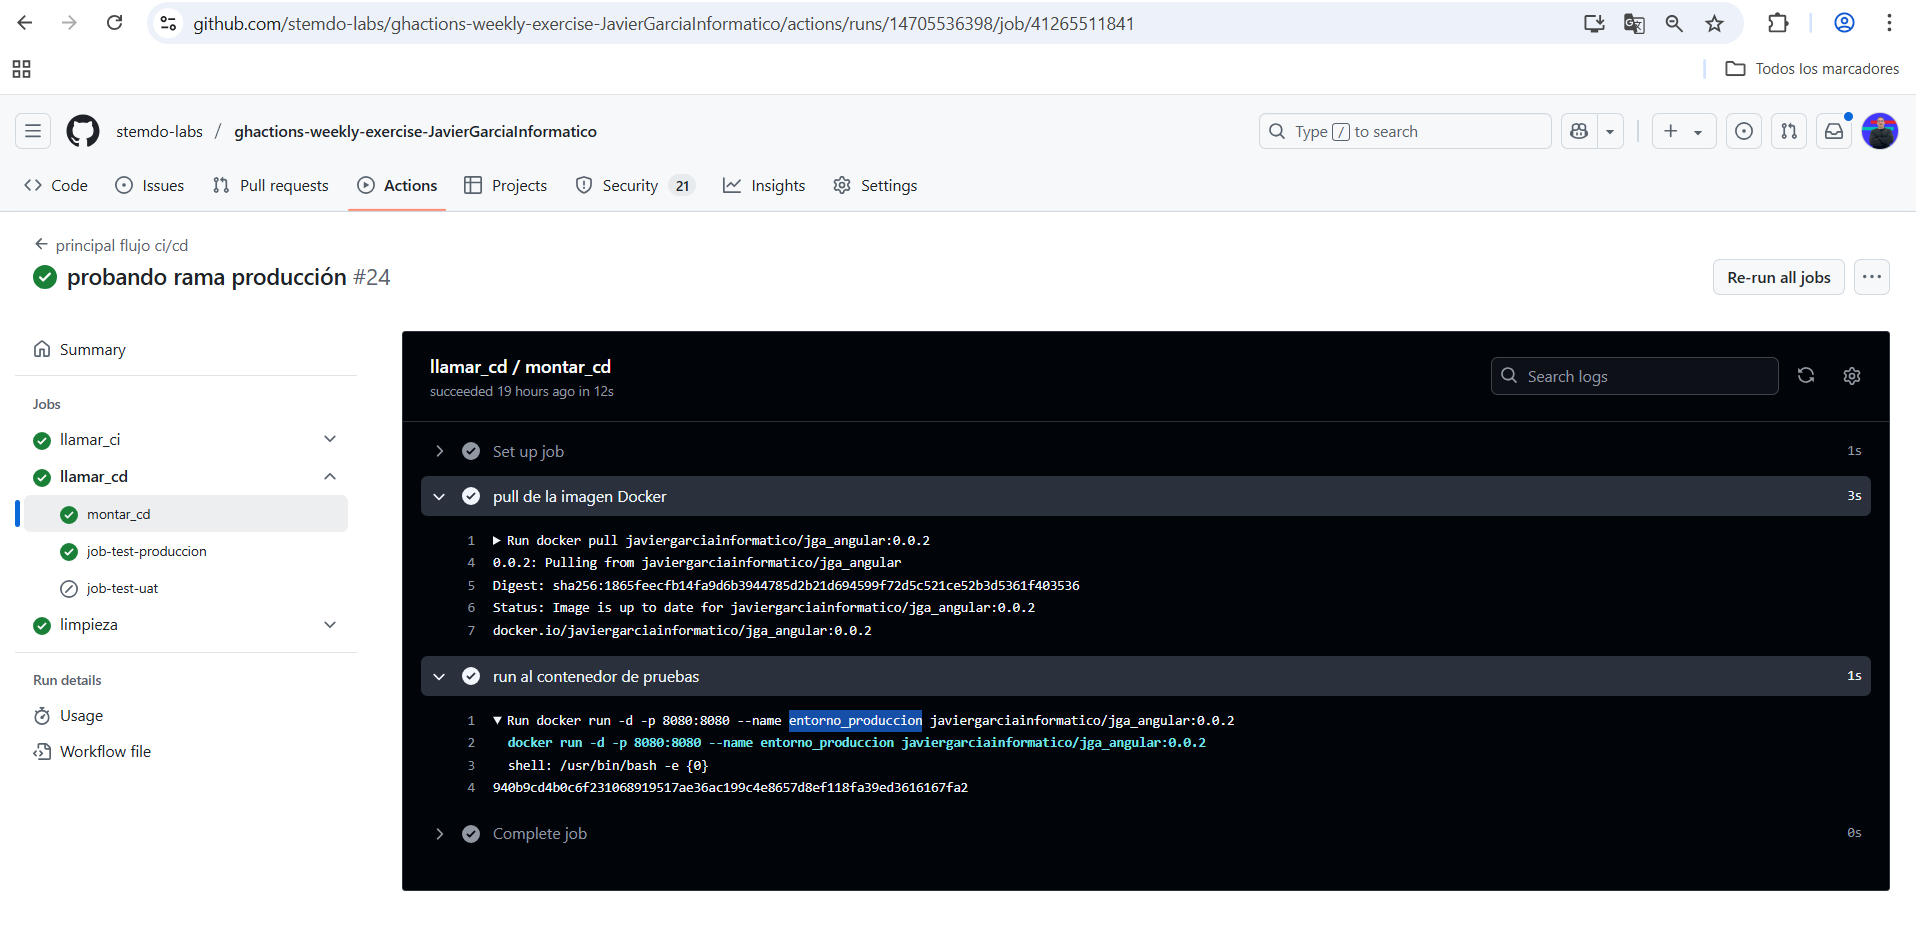 github.com/stemdo-labs/ghactions-weekly-exercise-JavierGarciaInformatico/actions/runs/14705536398/job/41265511841
Todos los marcadores
stemdo-labs / ghactions-weekly-exercise-JavierGarciaInformatico
Type / to search
Code Issues Pull requests Actions Projects Security 21 Insights Settings
principal flujo ci/cd
probando rama producción #24
Re-run all jobs
Summary
Jobs
llamar_ci
llamar_cd
montar_cd
job-test-produccion
job-test-uat
limpieza
Run details
Usage
Workflow file
llamar_cd / montar_cd
succeeded 19 hours ago in 12s
Search logs
Set up job 1s
pull de la imagen Docker 3s
1 Run docker pull javiergarciainformatico/jga_angular:0.0.2
4 0.0.2: Pulling from javiergarciainformatico/jga_angular
5 Digest: sha256:1865feecfb14fa9d6b3944785d2b21d694599f72d5c521ce52b3d5361f403536
6 Status: Image is up to date for javiergarciainformatico/jga_angular:0.0.2
7 docker.io/javiergarciainformatico/jga_angular:0.0.2
run al contenedor de pruebas 1s
1 Run docker run -d -p 8080:8080 --name entorno_produccion javiergarciainformatico/jga_angular:0.0.2
2 docker run -d -p 8080:8080 --name entorno_produccion javiergarciainformatico/jga_angular:0.0.2
3 shell: /usr/bin/bash -e {0}
4 940b9cd4b0c6f231068919517ae36ac199c4e8657d8ef118fa39ed3616167fa2
Complete job 0s